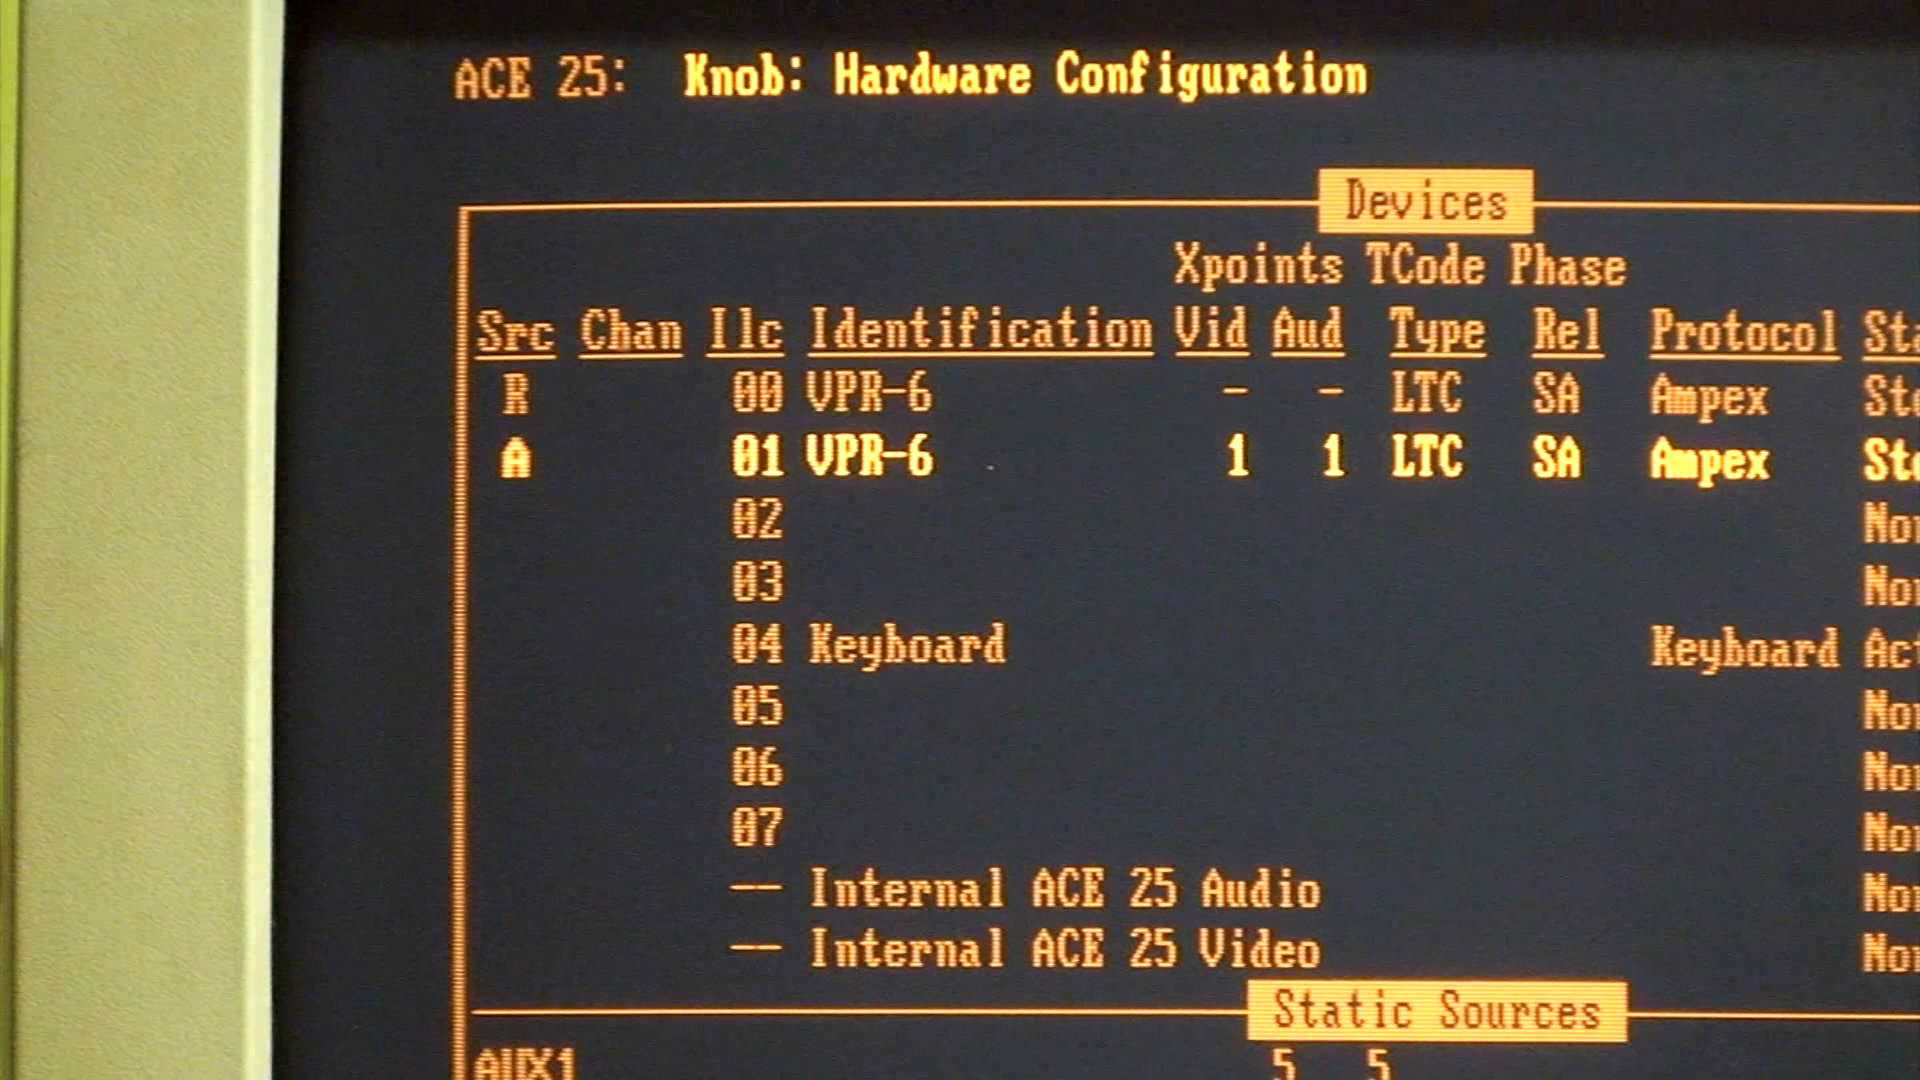 ACE 25: Knob: Hardware Configuration
Devices
Xpoints TCode Phase
Src Chan Ilc Identification Vid Aud Type Rel Protocol
R 00 VPR-6 - - LTC SA Ampex
A 01 VPR-6 1 1 LTC SA Ampex
02
03
04 Keyboard Keyboard
05
06
07
-- Internal ACE 25 Audio
-- Internal ACE 25 Video
Static Sources
AUX1 5 5